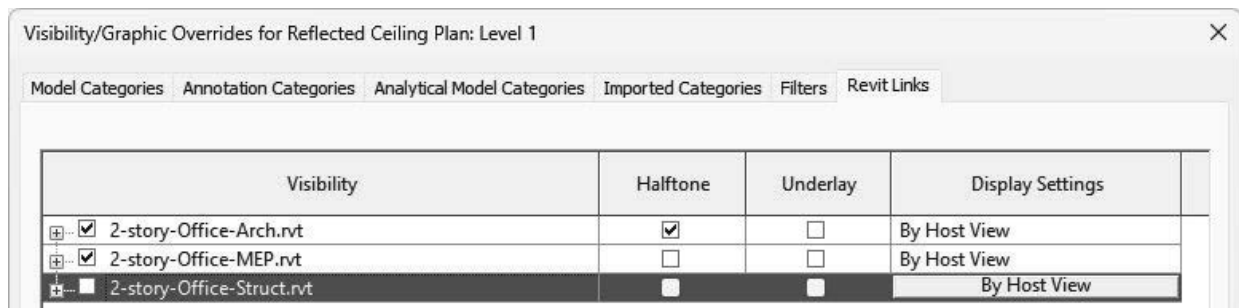 Visibility/Graphic Overrides for Reflected Ceiling Plan: Level 1
Model Categories Annotation Categories Analytical Model Categories Imported Categories Filters Revit Links
Visibility Halftone Underlay Display Settings
2-story-Office-Arch.rvt By Host View
2-story-Office-MEP.rvt By Host View
2-story-Office-Struct.rvt By Host View